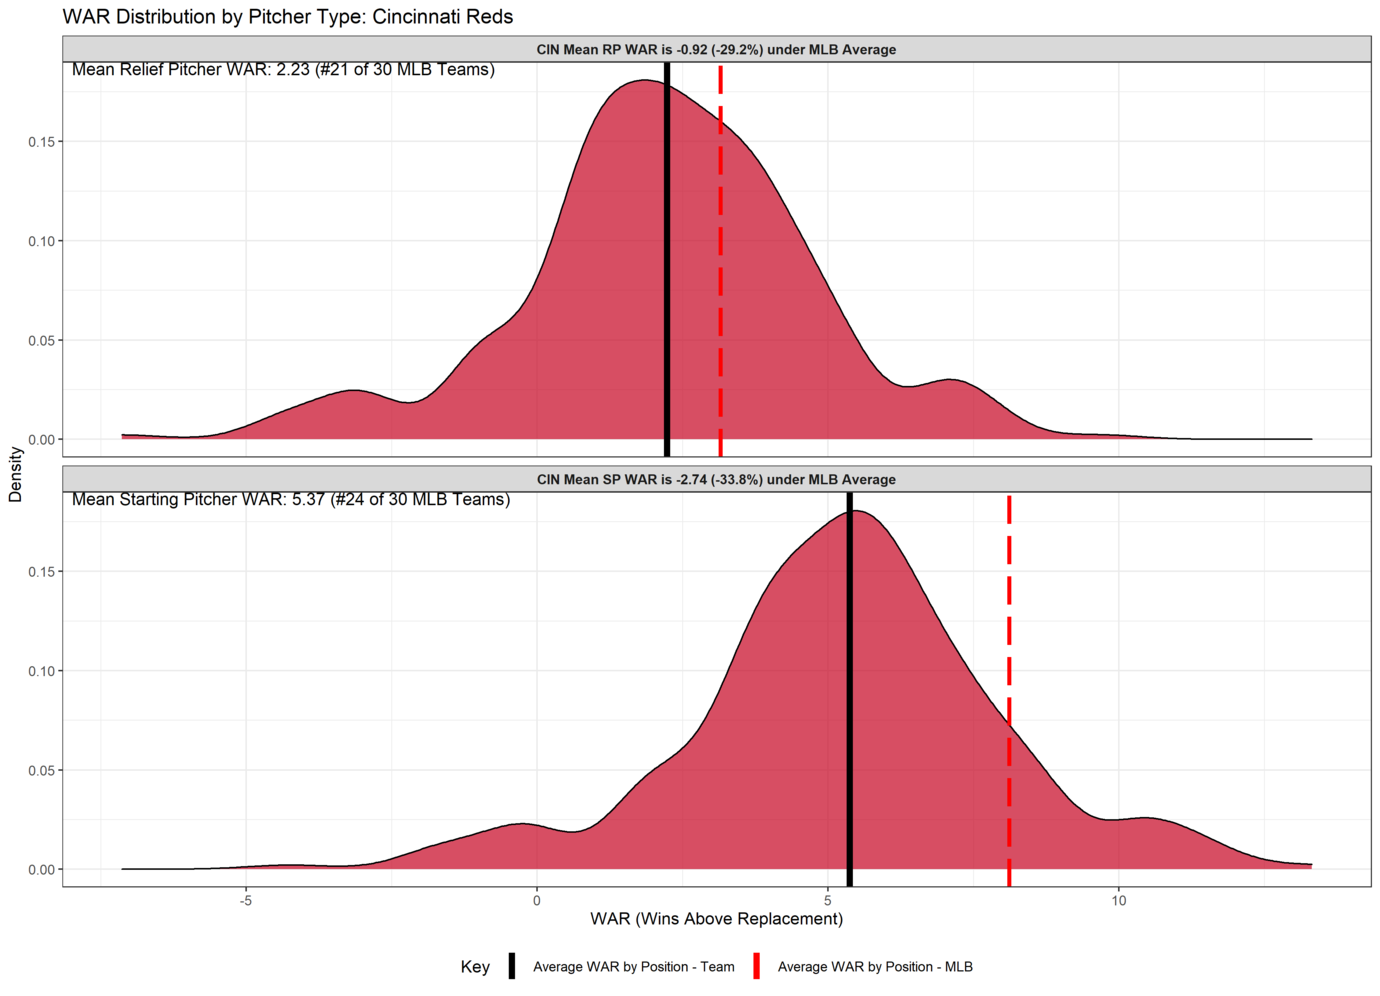 WAR Distribution by Pitcher Type: Cincinnati Reds
CIN Mean RP WAR is -0.92 (-29.2%) under MLB Average
Mean Relief Pitcher WAR: 2.23 (#21 of 30 MLB Teams)
0.15
0.10
0.05
0.00
Density
CIN Mean SP WAR is -2.74 (-33.8%) under MLB Average
Mean Starting Pitcher WAR: 5.37 (#24 of 30 MLB Teams)
0.15
0.10
0.05
0.00
-5 0 5 10
WAR (Wins Above Replacement)
Key Average WAR by Position - Team Average WAR by Position - MLB